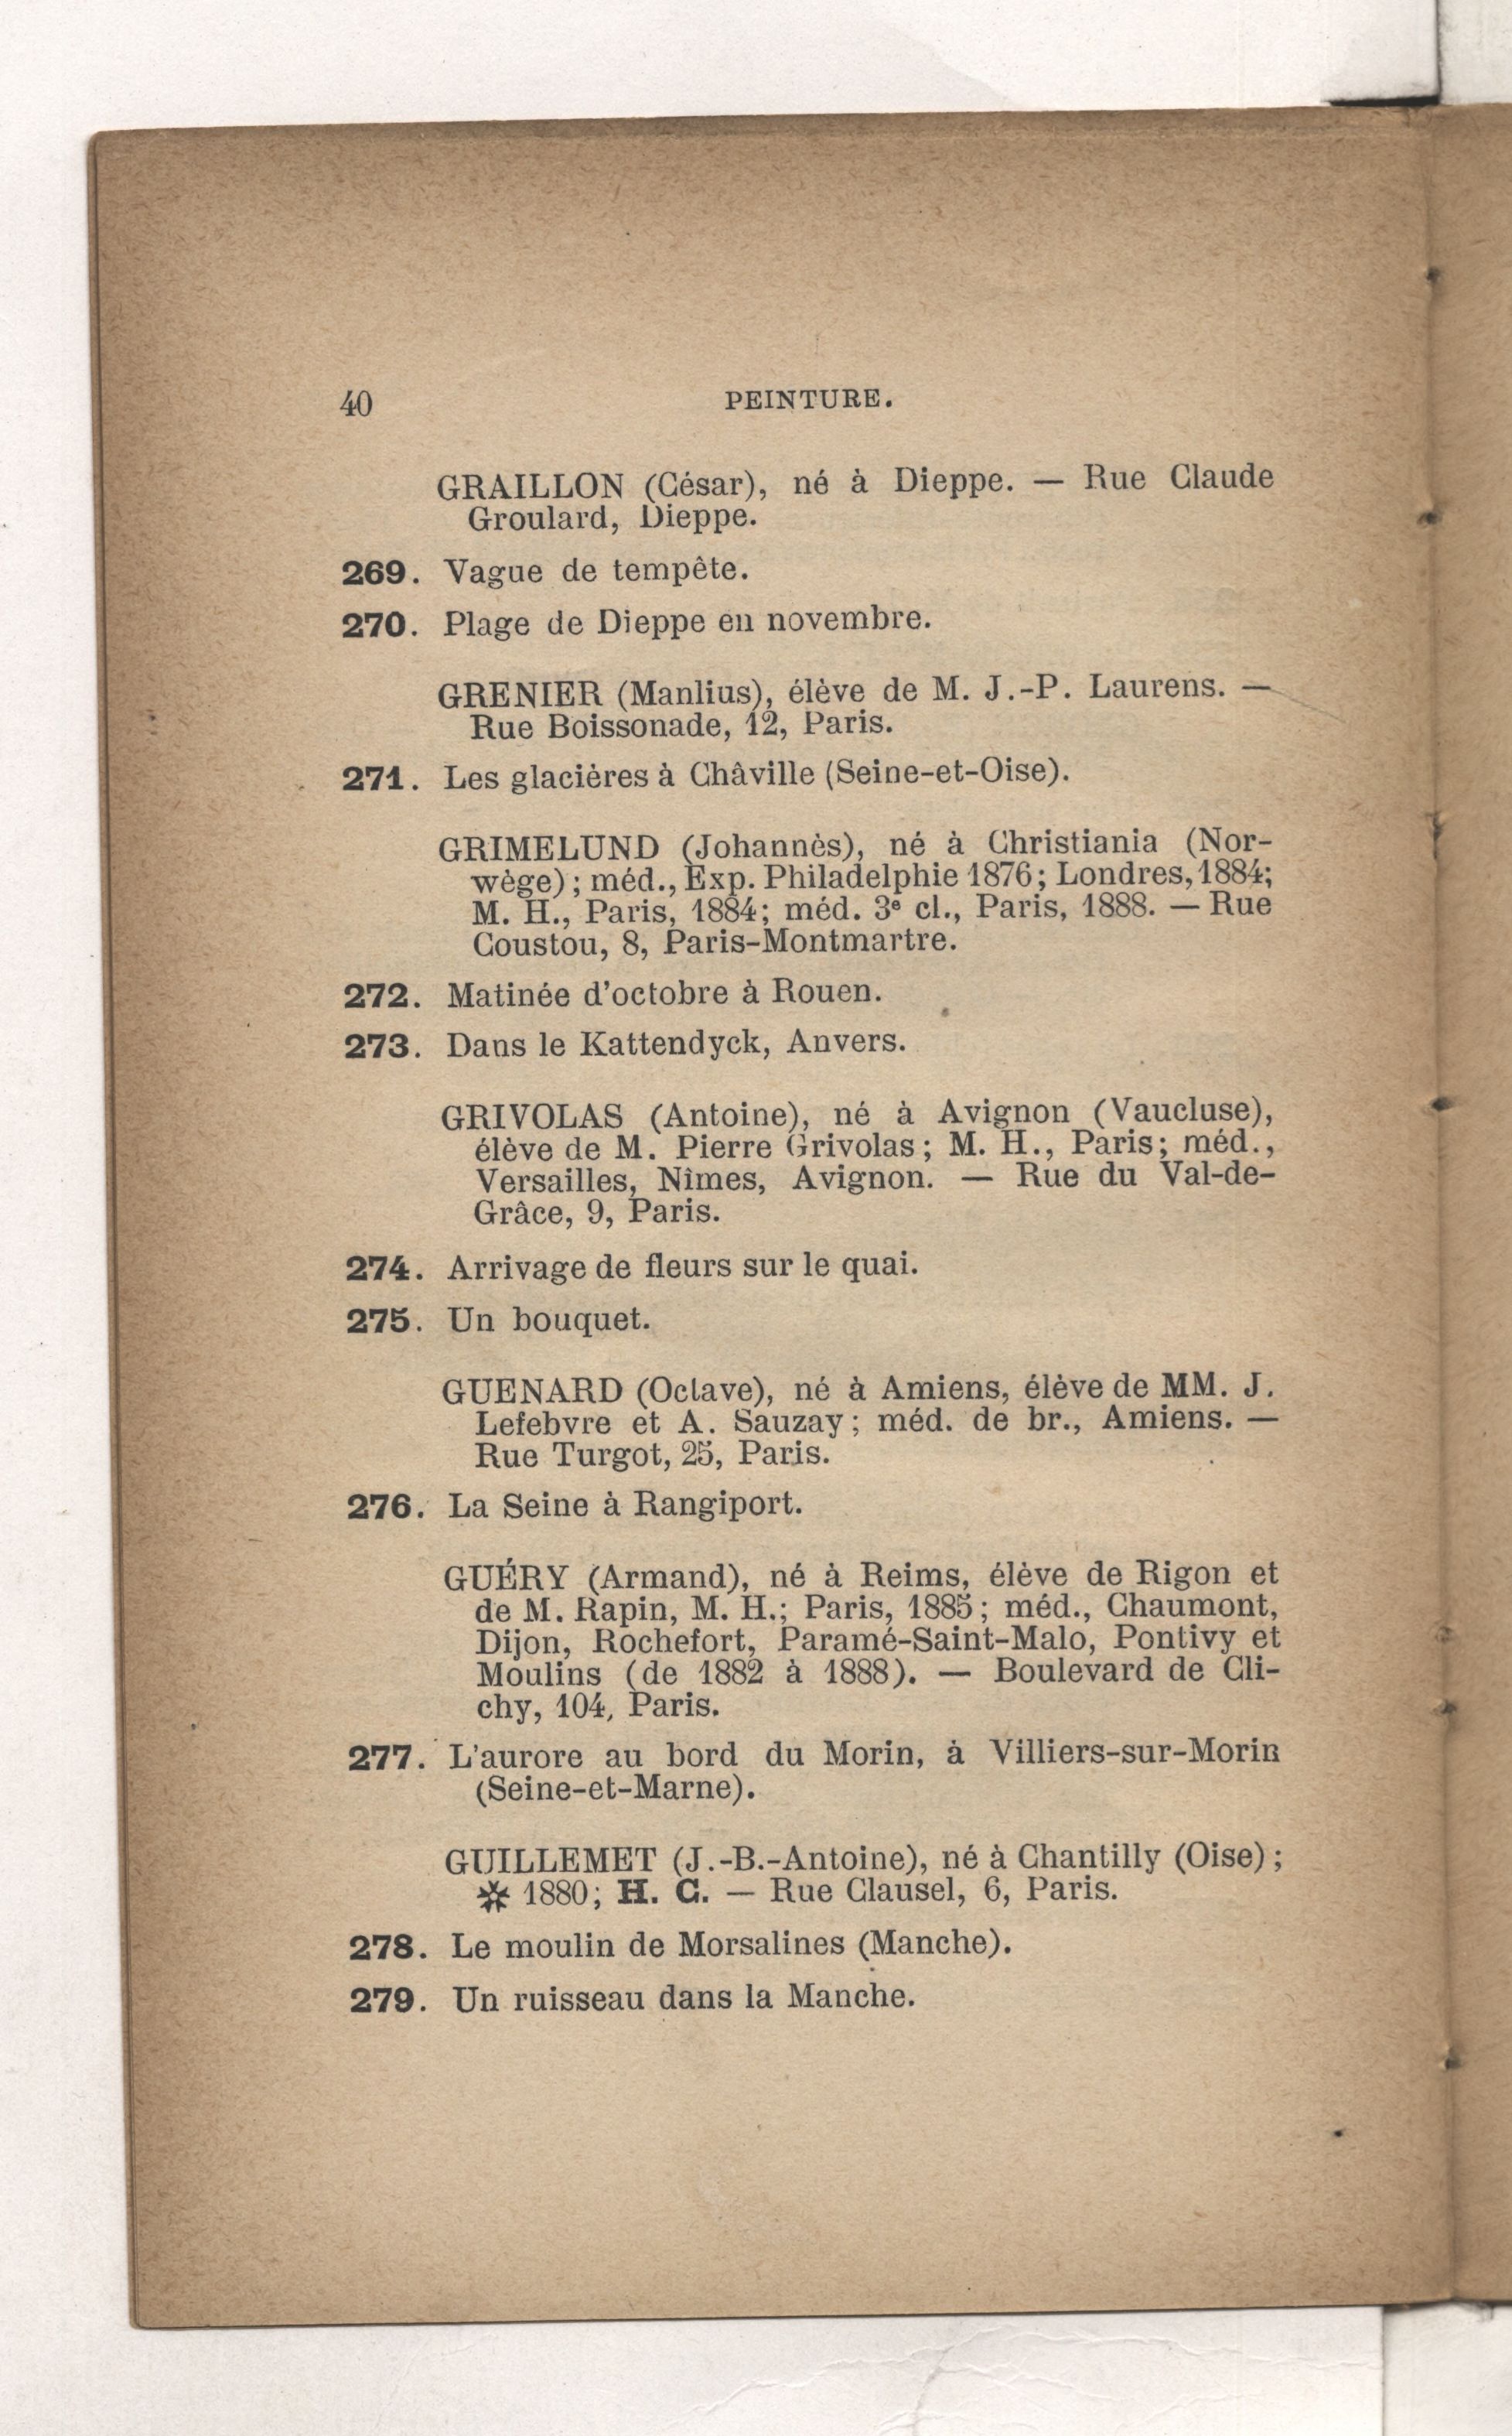 40
PEINTURE.
GRAILLON (César), né à Dieppe. — Rue Claude
Groulard, Dieppe.
269. Vague de tempête.
270. Plage de Dieppe en novembre.
GRENIER (Manlius), élève de M. J.-P. Laurens. —
Rue Boissonade, 12, Paris.
271. Les glacières à Châville (Seine-et-Oise).
GRIMELUND (Johannès), né à Christiania (Nor-
wège) ; méd., Exp. Philadelphie 1876 ; Londres, 1884;
M. H., Paris, 1884; méd. 3e cl., Paris, 1888. — Rue
Coustou, 8, Paris-Montmartre.
272. Matinée d'octobre à Rouen.
273. Dans le Kattendyck, Anvers.
GRIVOLAS (Antoine), né à Avignon (Vaucluse),
élève de M. Pierre Grivolas ; M. H., Paris; méd.,
Versailles, Nîmes, Avignon. — Rue du Val-de-
Grâce, 9, Paris.
274. Arrivage de fleurs sur le quai.
275. Un bouquet.
GUENARD (Octave), né à Amiens, élève de MM. J.
Lefebvre et A. Sauzay ; méd. de br., Amiens. —
Rue Turgot, 25, Paris.
276. La Seine à Rangiport.
GUÉRY (Armand), né à Reims, élève de Rigon et
de M. Rapin, M. H.; Paris, 1885 ; méd., Chaumont,
Dijon, Rochefort, Paramé-Saint-Malo, Pontivy et
Moulins (de 1882 à 1888). — Boulevard de Cli-
chy, 104, Paris.
277. L'aurore au bord du Morin, à Villiers-sur-Morin
(Seine-et-Marne).
GUILLEMET (J.-B.-Antoine), né à Chantilly (Oise) ;
✲ 1880; H. C. — Rue Clausel, 6, Paris.
278. Le moulin de Morsalines (Manche).
279. Un ruisseau dans la Manche.